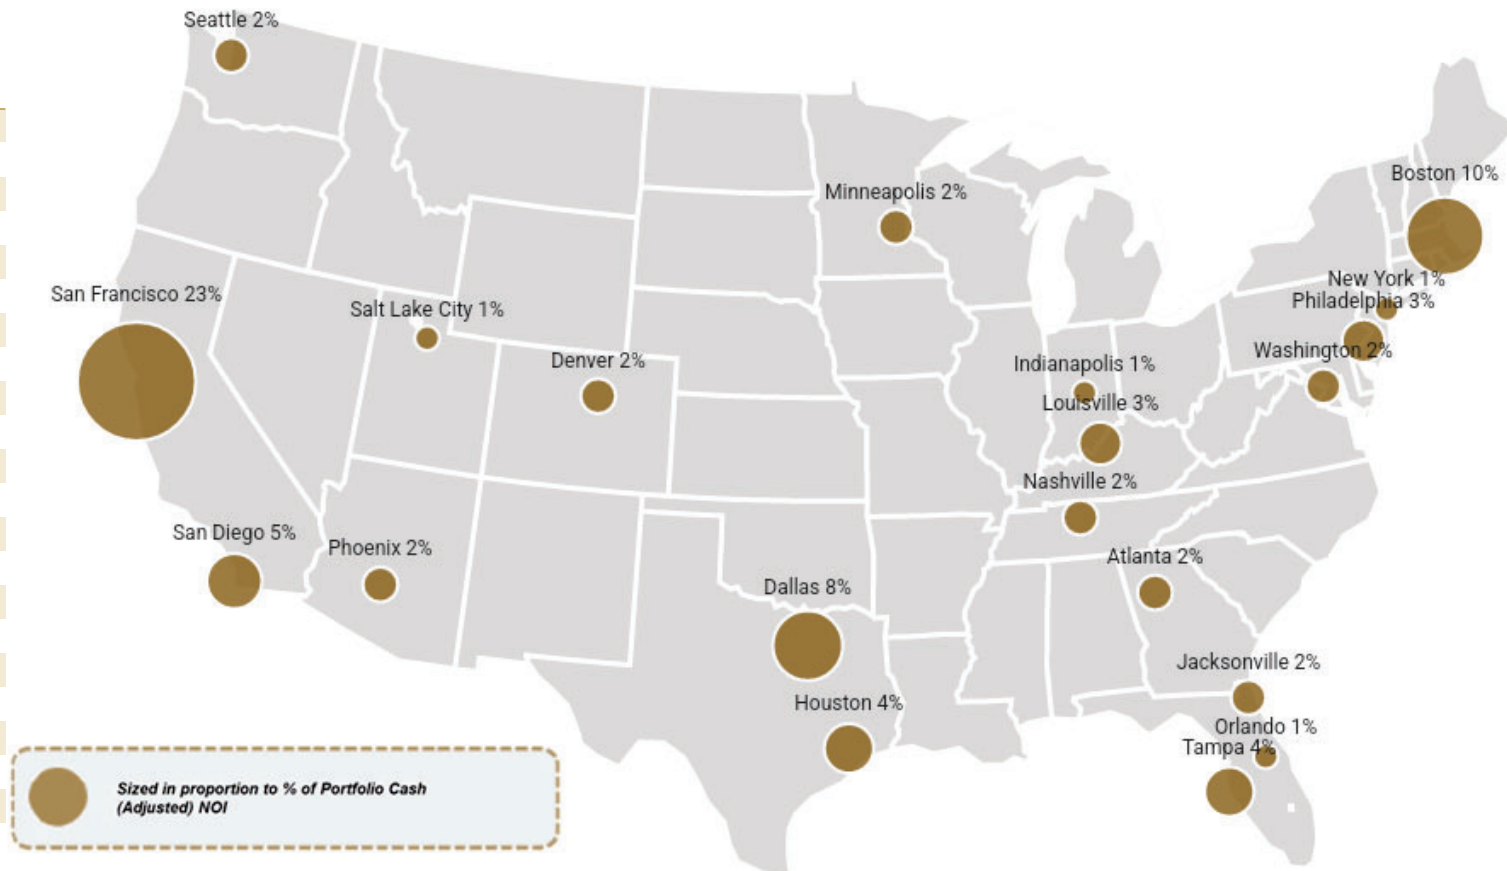 Seattle 2%
Boston 10%
Minneapolis 2%
New York 1%
San Francisco 23%
Philadelphia 3%
Salt Lake City 1%
Washington 2%
Denver 2%
Indianapolis 1%
Louisville 3%
Nashville 2%
San Diego 5%
Phoenix 2%
Atlanta 2%
Dallas 8%
Jacksonville 2%
Houston 4%
Orlando 1%
Tampa 4%
Sized in proportion to % of Portfolio Cash
(Adjusted) NOI